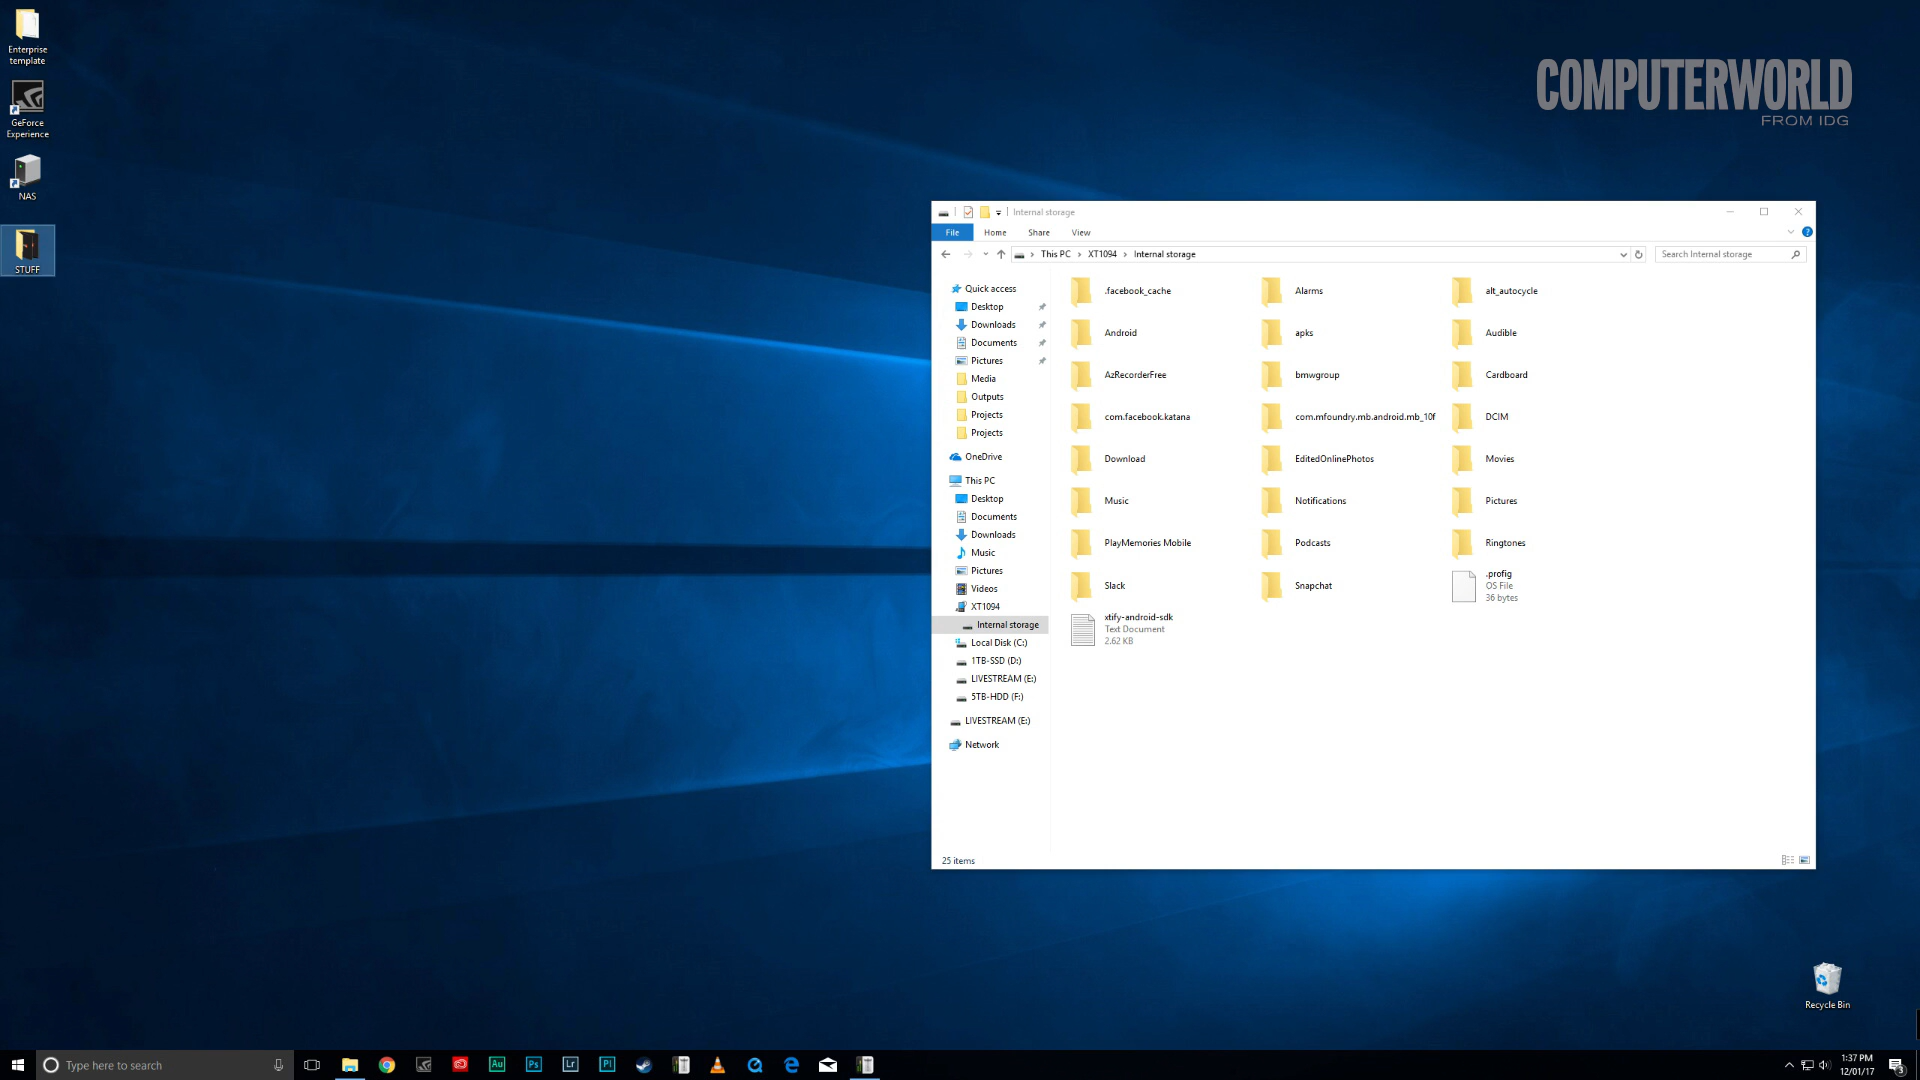 Enterprise
template
GeForce
Experience
NAS
STUFF
COMPUTERWORLD
FROM IDG
Internal storage
File Home Share View
This PC > XT1094 > Internal storage
Search Internal storage
Quick access
Desktop
Downloads
Documents
Pictures
Media
Outputs
Projects
Projects
OneDrive
This PC
Desktop
Documents
Downloads
Music
Pictures
Videos
XT1094
Internal storage
Local Disk (C:)
1TB-SSD (D:)
LIVESTREAM (E:)
5TB-HDD (F:)
LIVESTREAM (E:)
Network
.facebook_cache
Alarms
alt_autocycle
Android
apks
Audible
AzRecorderFree
bmwgroup
Cardboard
com.facebook.katana
com.mfoundry.mb.android.mb_10f
DCIM
Download
EditedOnlinePhotos
Movies
Music
Notifications
Pictures
PlayMemories Mobile
Podcasts
Ringtones
Slack
Snapchat
.profig
OS File
36 bytes
xtify-android-sdk
Text Document
2.62 KB
25 items
Recycle Bin
Type here to search
Au
Ps
Lr
Pl
1:37 PM
12/01/17
3